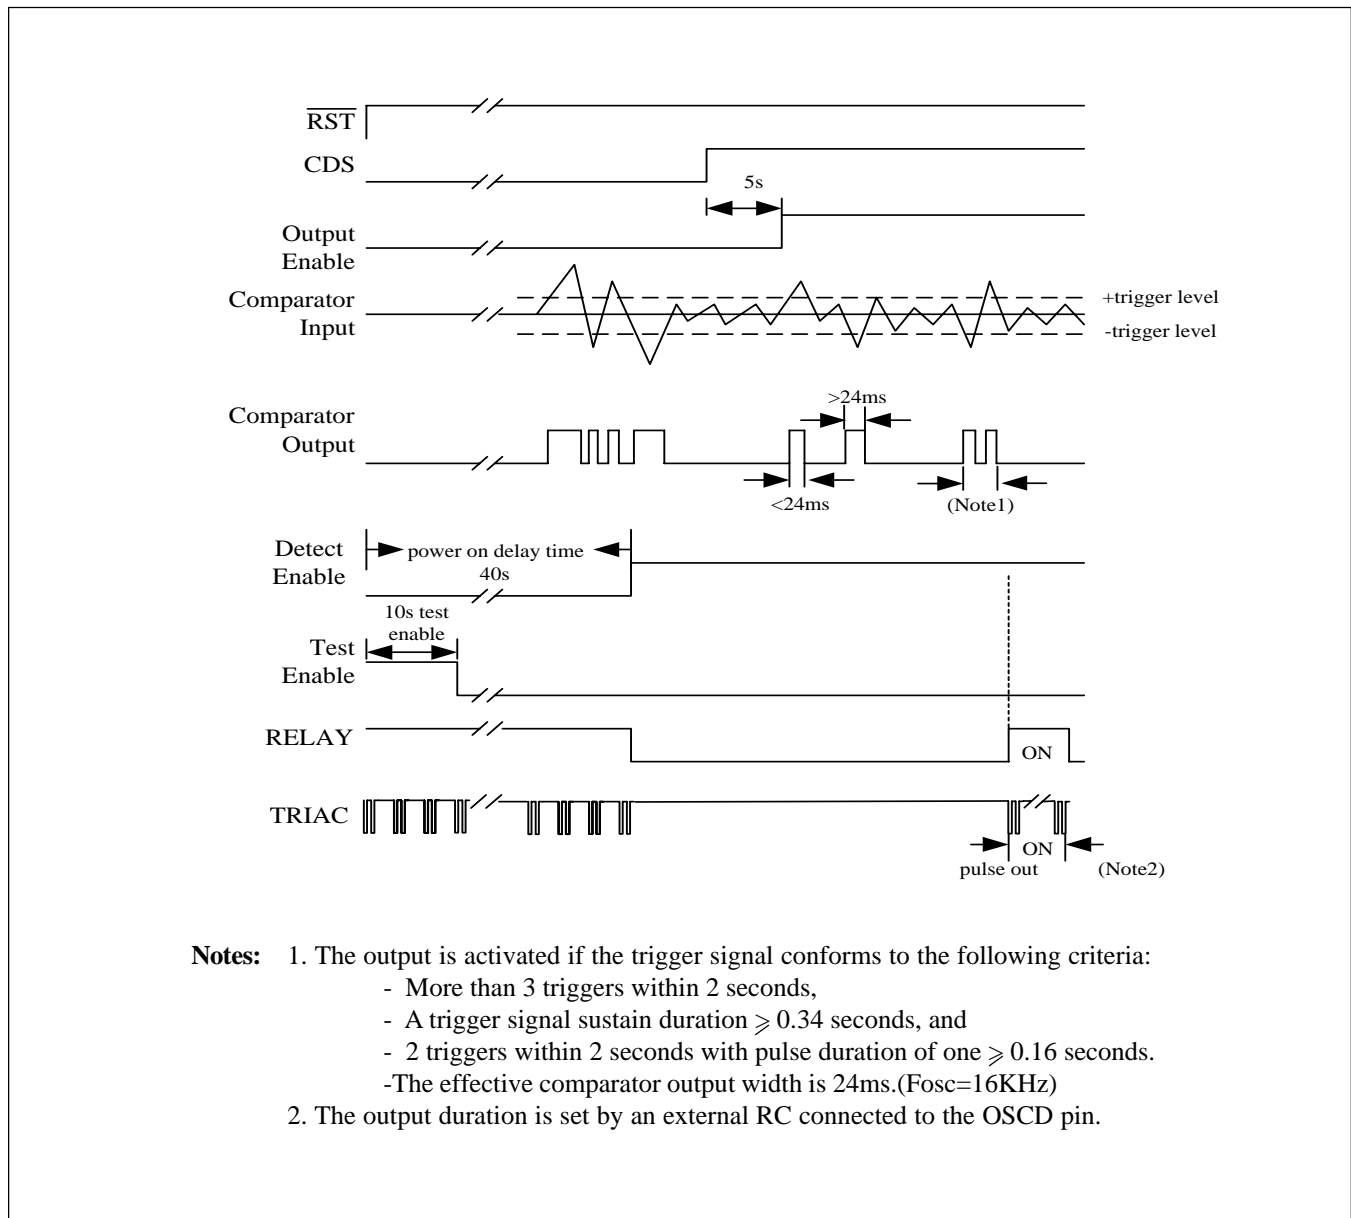 RST
CDS
5s
Output
Enable
Comparator
Input
+trigger level
-trigger level
Comparator
Output
>24ms
<24ms
(Note1)
Detect
Enable
power on delay time
40s
10s test
enable
Test
Enable
RELAY
ON
TRIAC
ON
pulse out
(Note2)
Notes: 1. The output is activated if the trigger signal conforms to the following criteria:
- More than 3 triggers within 2 seconds,
- A trigger signal sustain duration ⩾ 0.34 seconds, and
- 2 triggers within 2 seconds with pulse duration of one ⩾ 0.16 seconds.
-The effective comparator output width is 24ms.(Fosc=16KHz)
2. The output duration is set by an external RC connected to the OSCD pin.